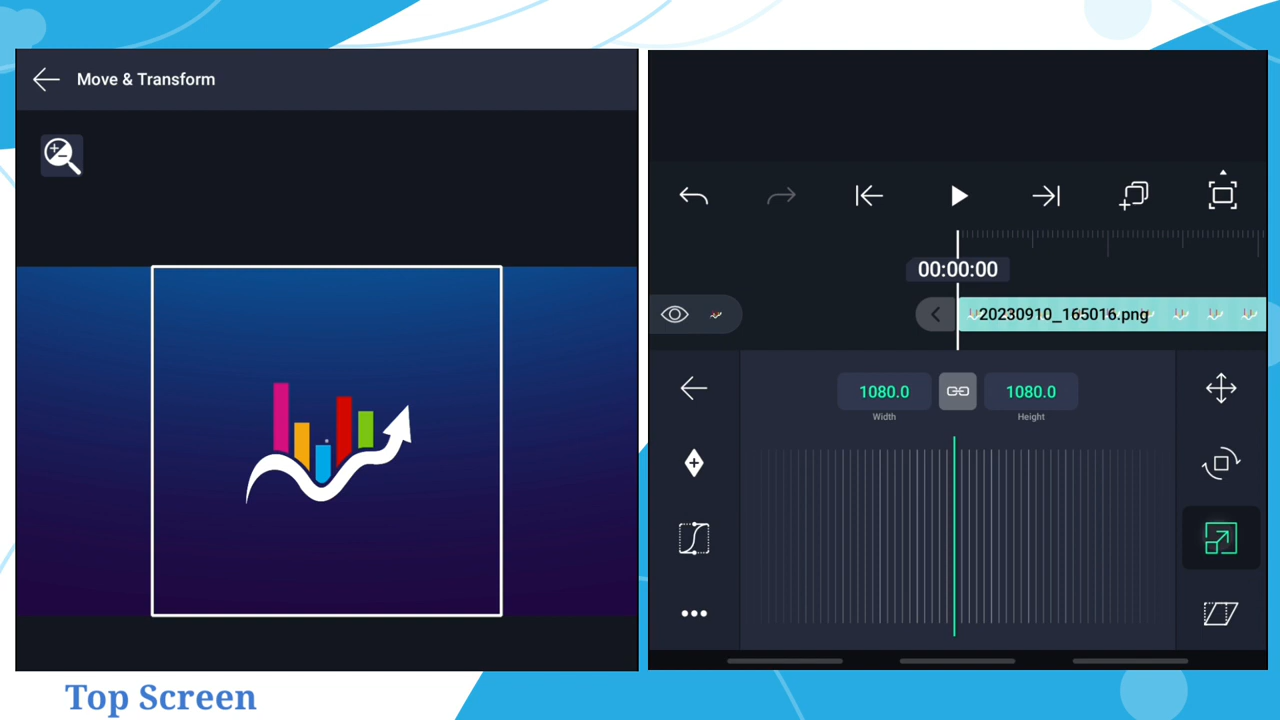 Move & Transform
00:00:00
20230910_165016.png
1080.0
1080.0
Width
Height
Top Screen